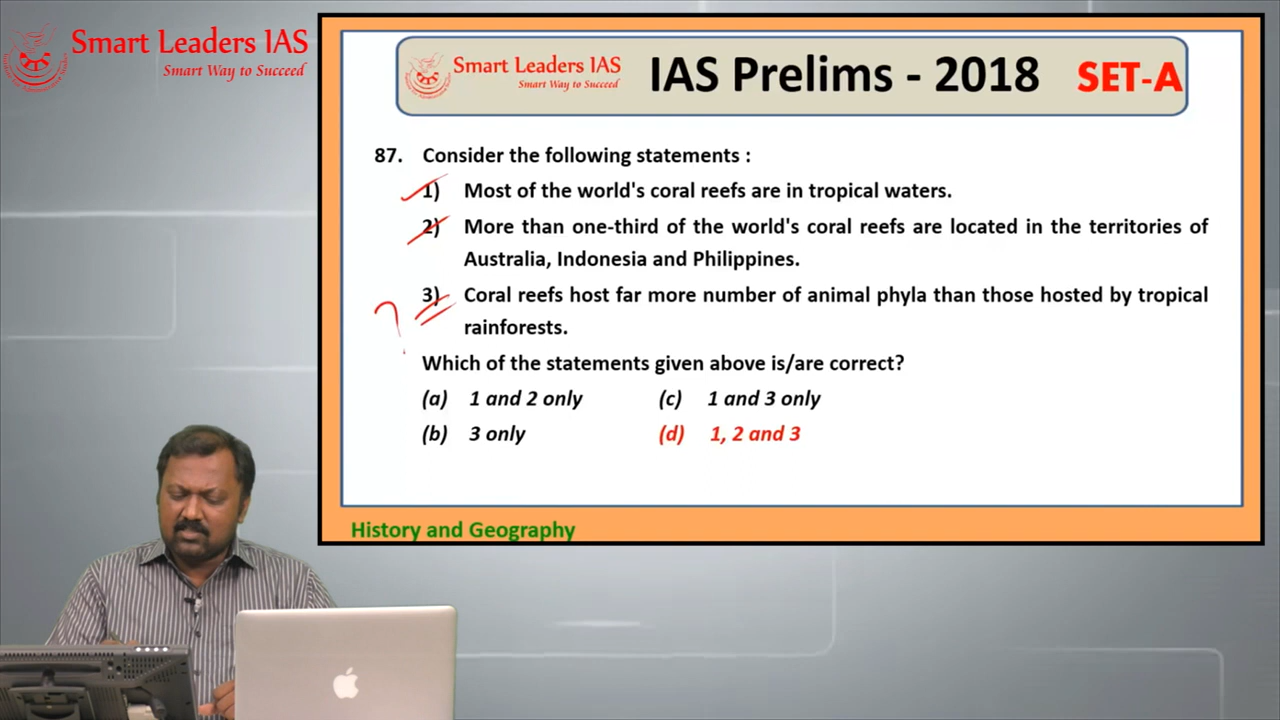 Smart Leaders IAS
Smart Way to Succeed
Smart Leaders IAS
Smart Way to Succeed
IAS Prelims - 2018 SET-A
87. Consider the following statements :
1) Most of the world's coral reefs are in tropical waters.
2) More than one-third of the world's coral reefs are located in the territories of
Australia, Indonesia and Philippines.
3) Coral reefs host far more number of animal phyla than those hosted by tropical
rainforests.
Which of the statements given above is/are correct?
(a) 1 and 2 only (c) 1 and 3 only
(b) 3 only (d) 1, 2 and 3
History and Geography